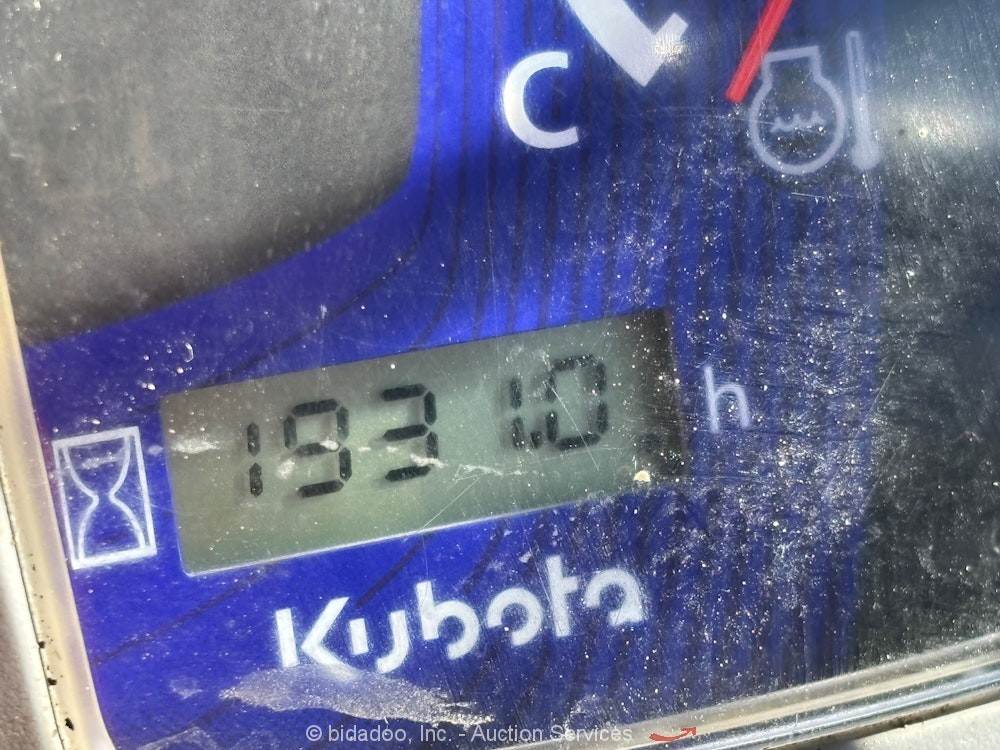 C
1931.0 h
Kubota
© bidadoo, Inc. - Auction Services